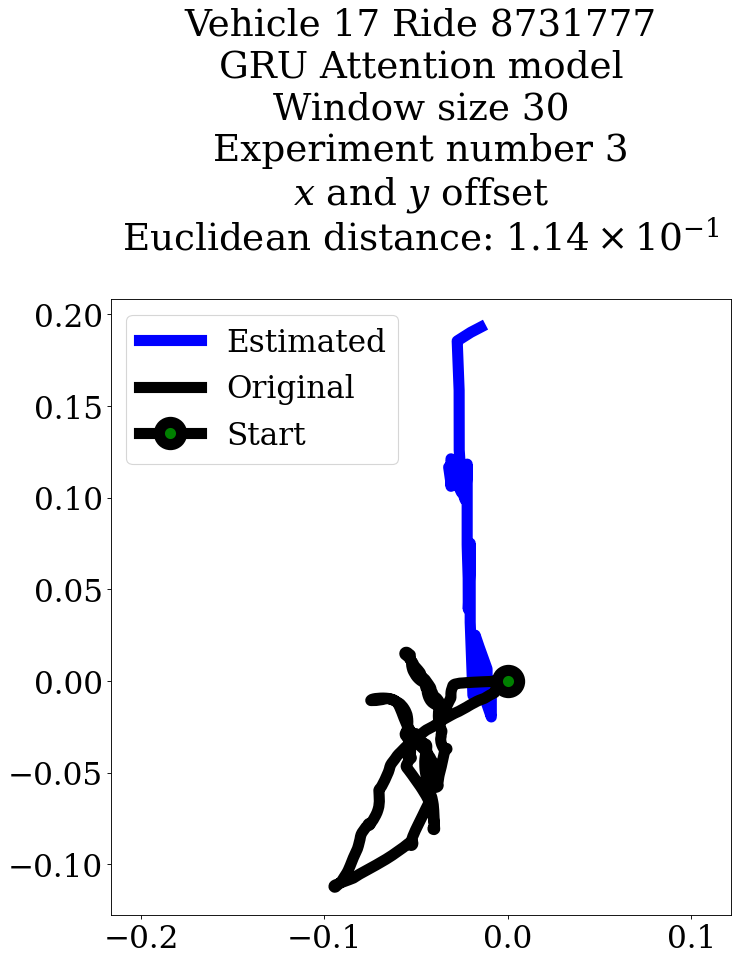 Vehicle 17 Ride 8731777
GRU Attention model
Window size 30
Experiment number 3
x and y offset
Euclidean distance: 1.14 × 10⁻¹
Estimated
Original
Start
0.20
0.15
0.10
0.05
0.00
−0.05
−0.10
−0.2
−0.1
0.0
0.1